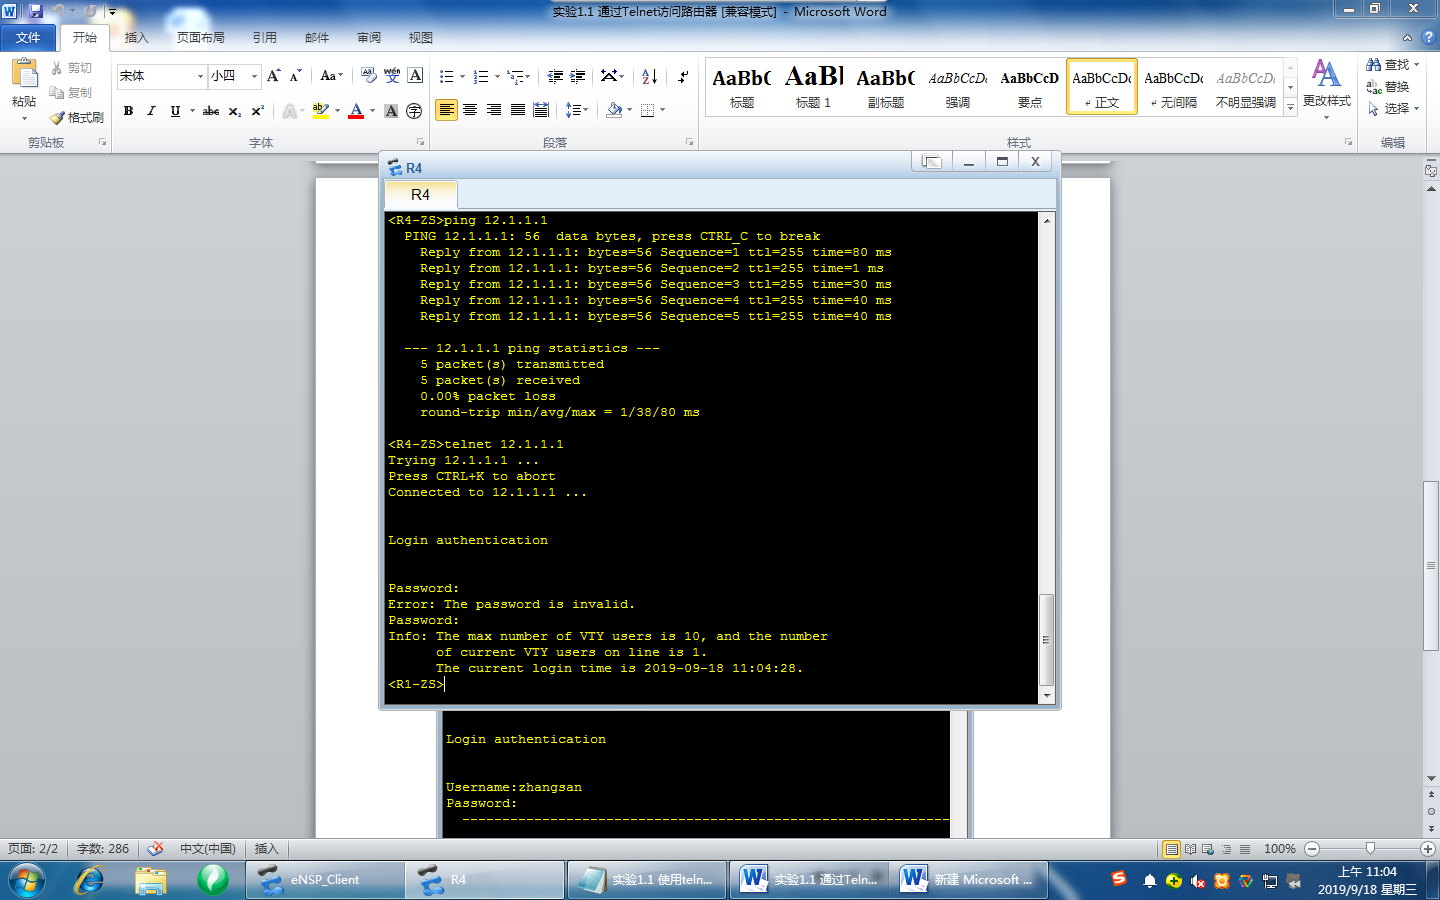 实验1.1 通过Telnet访问路由器 [兼容模式] - Microsoft Word
文件 开始 插入 页面布局 引用 邮件 审阅 视图
剪切
复制
格式刷
粘贴
剪贴板
宋体 小四
字体
段落
AaBb( AaBl AaBb( AaBbCcDc AaBbCcD AaBbCcDc AaBbCcDc AaBbCcDc
标题 标题 1 副标题 强调 要点 正文 无间隔 不明显强调
更改样式
样式
查找
替换
选择
编辑
R4
R4
<R4-ZS>ping 12.1.1.1
PING 12.1.1.1: 56  data bytes, press CTRL_C to break
Reply from 12.1.1.1: bytes=56 Sequence=1 ttl=255 time=80 ms
Reply from 12.1.1.1: bytes=56 Sequence=2 ttl=255 time=1 ms
Reply from 12.1.1.1: bytes=56 Sequence=3 ttl=255 time=30 ms
Reply from 12.1.1.1: bytes=56 Sequence=4 ttl=255 time=40 ms
Reply from 12.1.1.1: bytes=56 Sequence=5 ttl=255 time=40 ms
--- 12.1.1.1 ping statistics ---
5 packet(s) transmitted
5 packet(s) received
0.00% packet loss
round-trip min/avg/max = 1/38/80 ms
<R4-ZS>telnet 12.1.1.1
Trying 12.1.1.1 ...
Press CTRL+K to abort
Connected to 12.1.1.1 ...
Login authentication
Password:
Error: The password is invalid.
Password:
Info: The max number of VTY users is 10, and the number
of current VTY users on line is 1.
The current login time is 2019-09-18 11:04:28.
<R1-ZS>
Login authentication
Username:zhangsan
Password:
-------------------------------------------------------------
页面: 2/2 字数: 286 中文(中国) 插入 100%
eNSP_Client R4 实验1.1 使用teln... 实验1.1 通过Teln... 新建 Microsoft ...
上午 11:04
2019/9/18 星期三